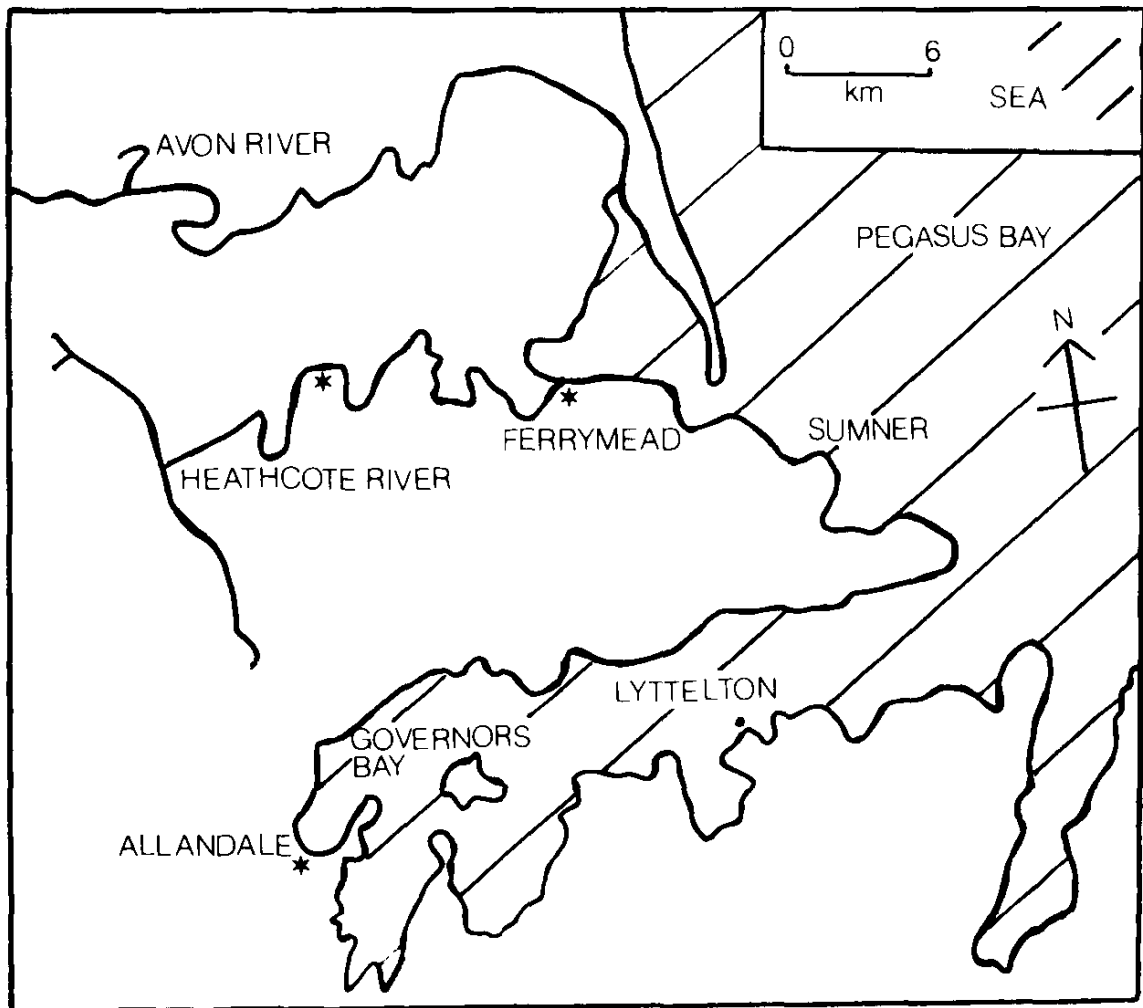 0 6
km
SEA
AVON RIVER
PEGASUS BAY
N
FERRYMEAD
SUMNER
HEATHCOTE RIVER
LYTTELTON
GOVERNORS
BAY
ALLANDALE